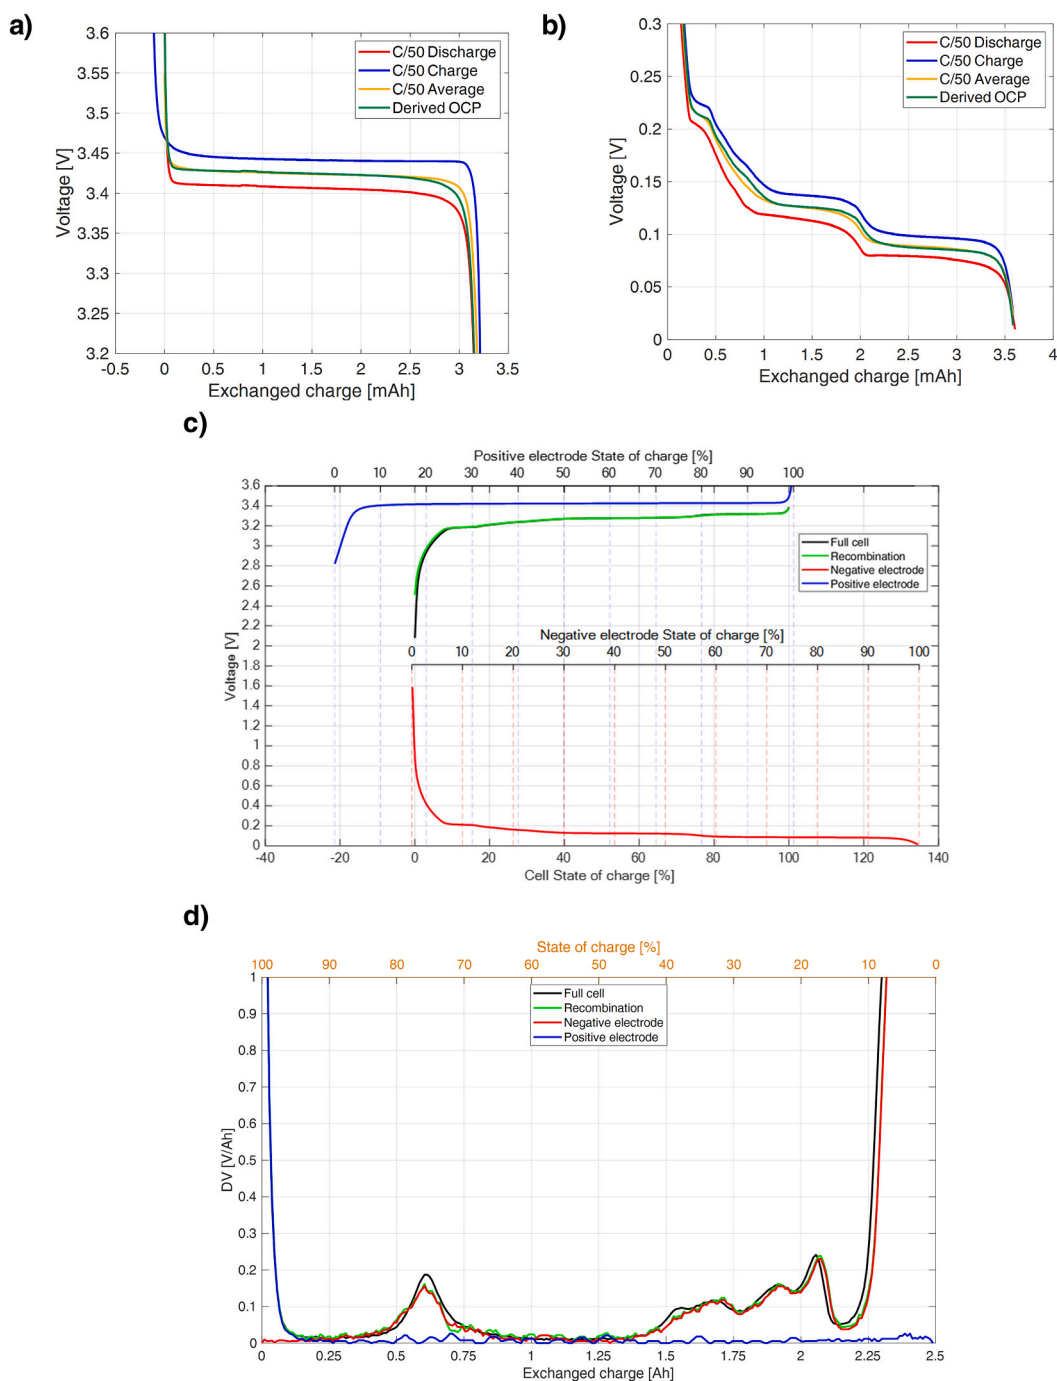 a)
3.6
3.55
3.5
3.45
3.4
3.35
3.3
3.25
3.2
Voltage [V]
-0.5 0 0.5 1 1.5 2 2.5 3 3.5
Exchanged charge [mAh]
C/50 Discharge
C/50 Charge
C/50 Average
Derived OCP
b)
0.3
0.25
0.2
0.15
0.1
0.05
0
Voltage [V]
0 0.5 1 1.5 2 2.5 3 3.5 4
Exchanged charge [mAh]
C/50 Discharge
C/50 Charge
C/50 Average
Derived OCP
c)
Positive electrode State of charge [%]
0 10 20 30 40 50 60 70 80 90 100
3.6
3.4
3.2
3
2.8
2.6
2.4
2.2
2
1.8
1.6
1.4
1.2
1
0.8
0.6
0.4
0.2
0
Voltage [V]
Full cell
Recombination
Negative electrode
Positive electrode
Negative electrode State of charge [%]
0 10 20 30 40 50 60 70 80 90 100
-40 -20 0 20 40 60 80 100 120 140
Cell State of charge [%]
d)
State of charge [%]
100 90 80 70 60 50 40 30 20 10 0
1
0.9
0.8
0.7
0.6
0.5
0.4
0.3
0.2
0.1
0
DV [V/Ah]
Full cell
Recombination
Negative electrode
Positive electrode
0 0.25 0.5 0.75 1 1.25 1.5 1.75 2 2.25 2.5
Exchanged charge [Ah]